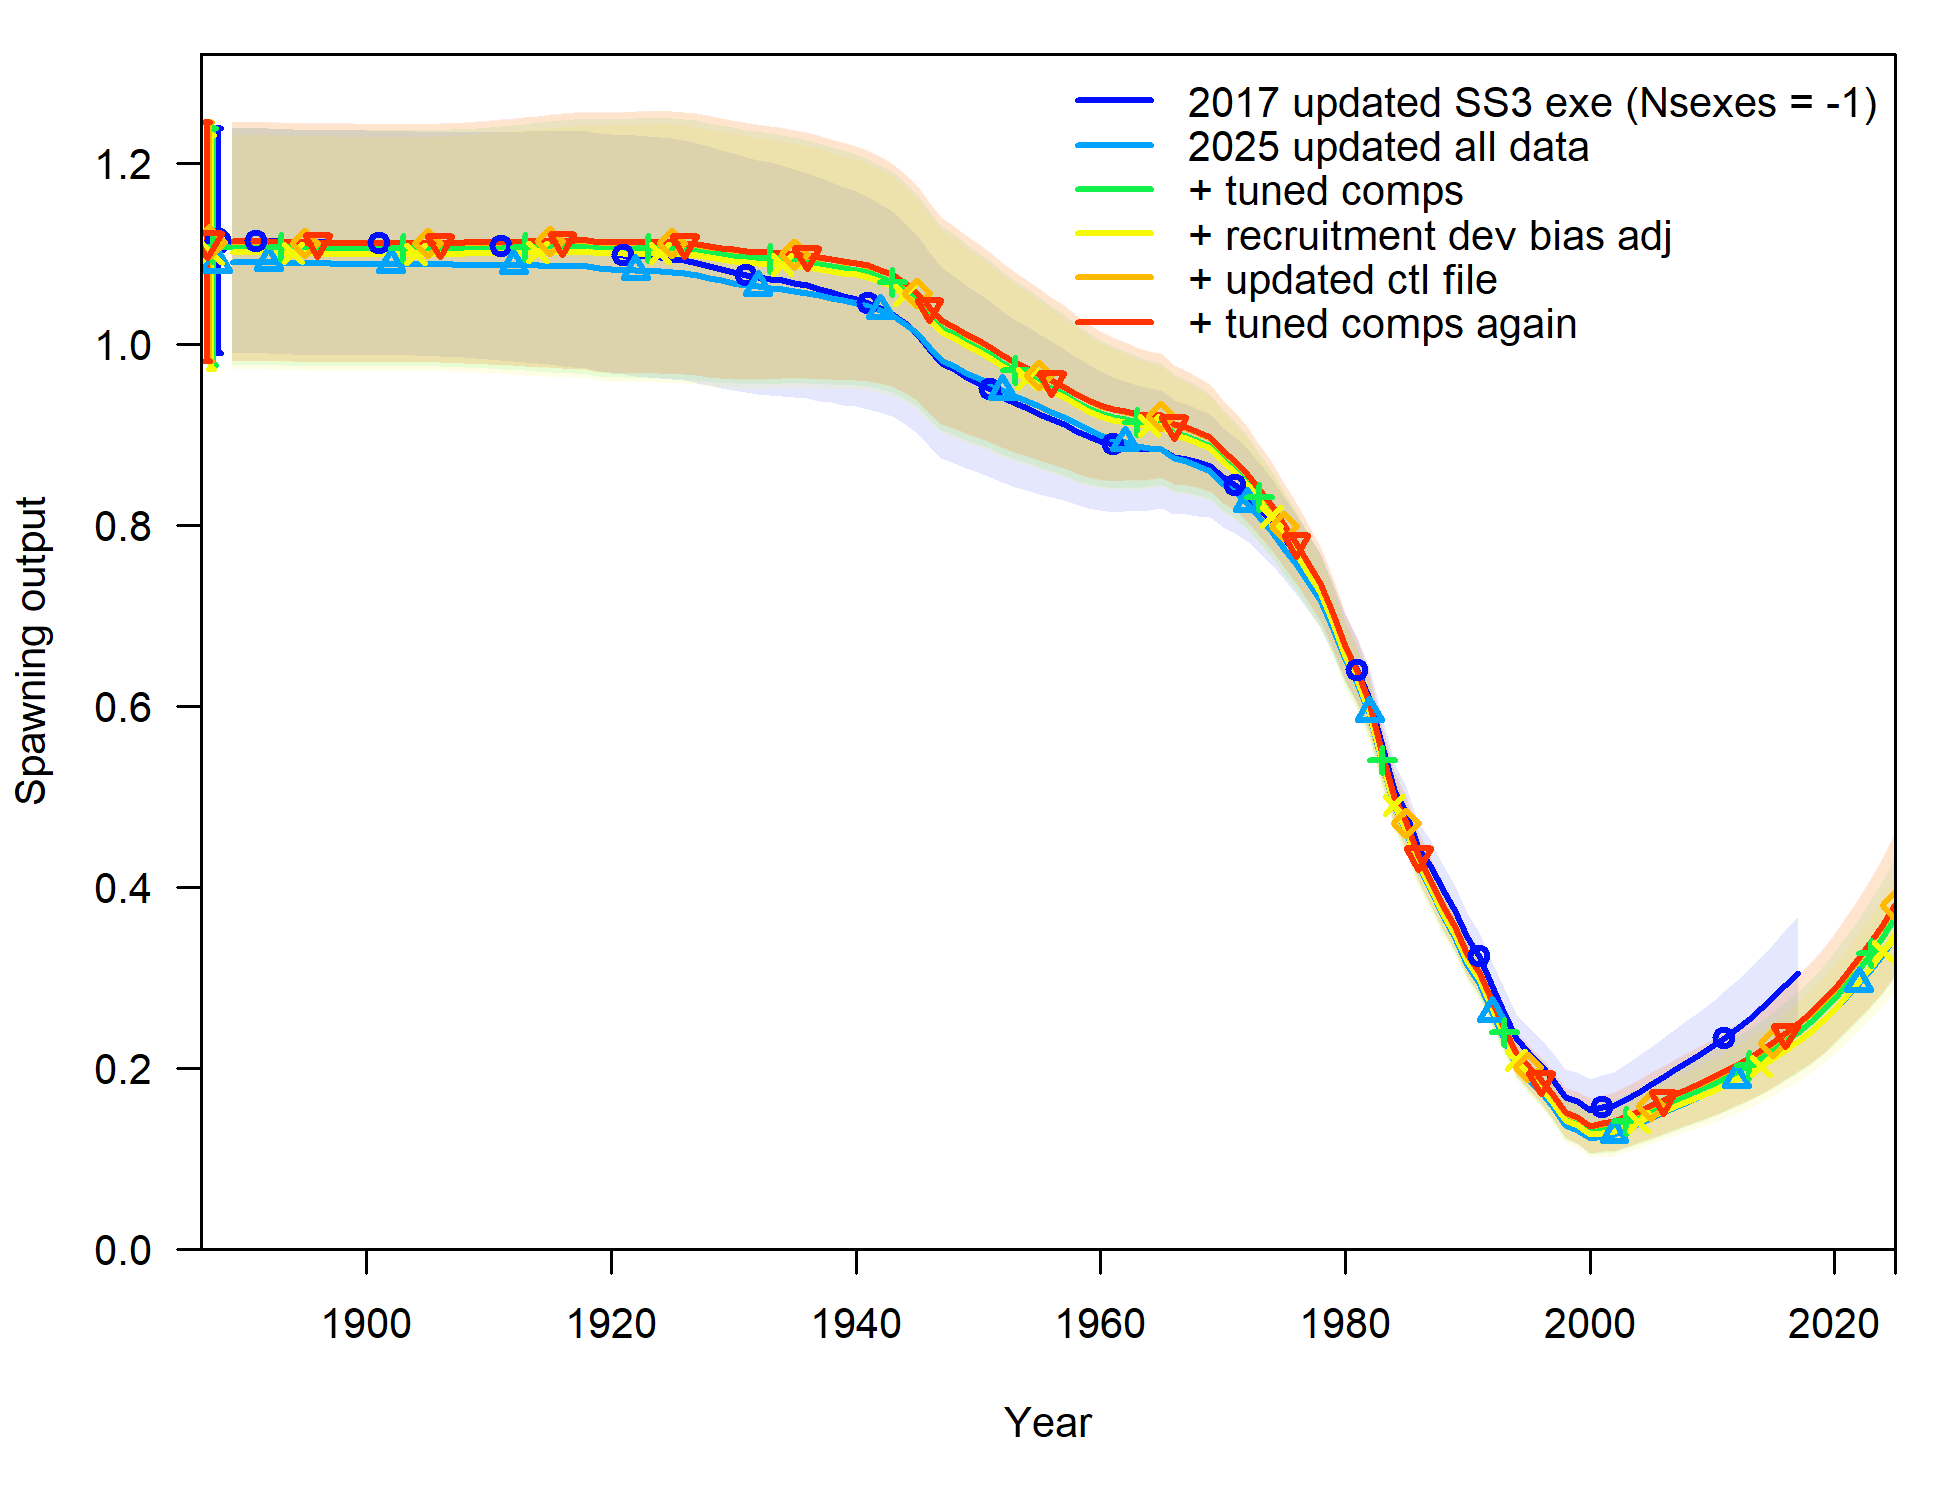 2017 updated SS3 exe (Nsexes = -1)
2025 updated all data
+ tuned comps
+ recruitment dev bias adj
+ updated ctl file
+ tuned comps again
Spawning output
1.2
1.0
0.8
0.6
0.4
0.2
0.0
1900 1920 1940 1960 1980 2000 2020
Year